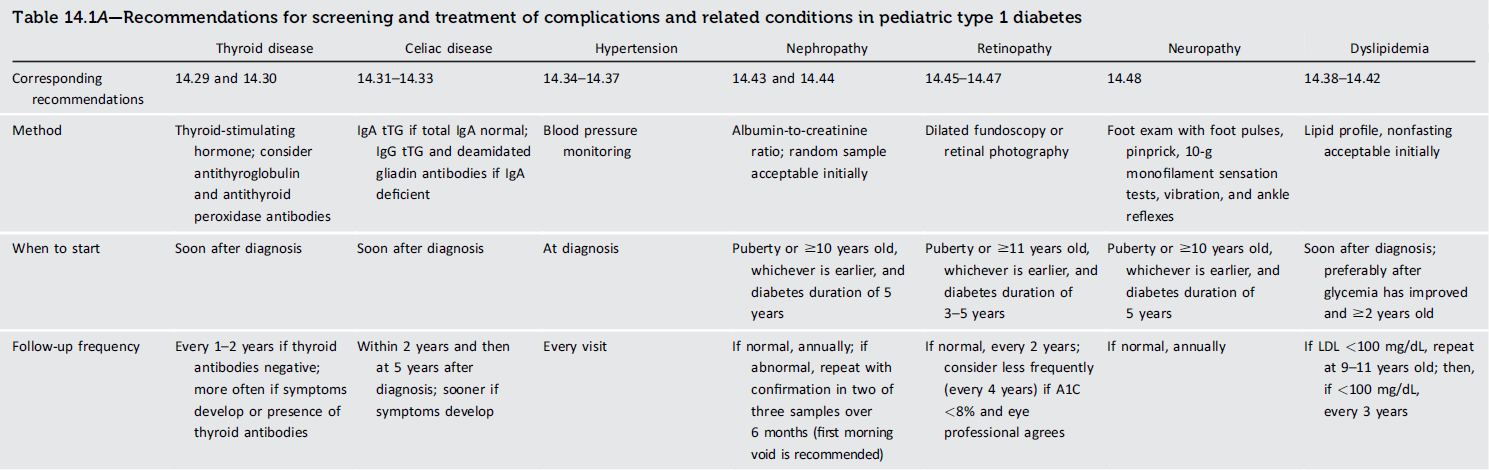 Table 14.1A—Recommendations for screening and treatment of complications and related conditions in pediatric type 1 diabetes
Thyroid disease Celiac disease Hypertension Nephropathy Retinopathy Neuropathy Dyslipidemia
Corresponding 14.29 and 14.30 14.31–14.33 14.34–14.37 14.43 and 14.44 14.45–14.47 14.48 14.38–14.42
recommendations
Method Thyroid-stimulating IgA tTG if total IgA normal; Blood pressure Albumin-to-creatinine Dilated fundoscopy or Foot exam with foot pulses, Lipid profile, nonfasting
hormone; consider IgG tTG and deamidated monitoring ratio; random sample retinal photography pinprick, 10-g acceptable initially
antithyroglobulin gliadin antibodies if IgA acceptable initially monofilament sensation
and antithyroid deficient tests, vibration, and ankle
peroxidase antibodies reflexes
When to start Soon after diagnosis Soon after diagnosis At diagnosis Puberty or ≥10 years old, Puberty or ≥11 years old, Puberty or ≥10 years old, Soon after diagnosis;
whichever is earlier, and whichever is earlier, and whichever is earlier, and preferably after
diabetes duration of 5 diabetes duration of diabetes duration of glycemia has improved
years 3–5 years 5 years and ≥2 years old
Follow-up frequency Every 1–2 years if thyroid Within 2 years and then Every visit If normal, annually; if If normal, every 2 years; If normal, annually If LDL <100 mg/dL, repeat
antibodies negative; at 5 years after abnormal, repeat with consider less frequently at 9–11 years old; then,
more often if symptoms diagnosis; sooner if confirmation in two of (every 4 years) if A1C if <100 mg/dL,
develop or presence of symptoms develop three samples over <8% and eye every 3 years
thyroid antibodies 6 months (first morning professional agrees
void is recommended)